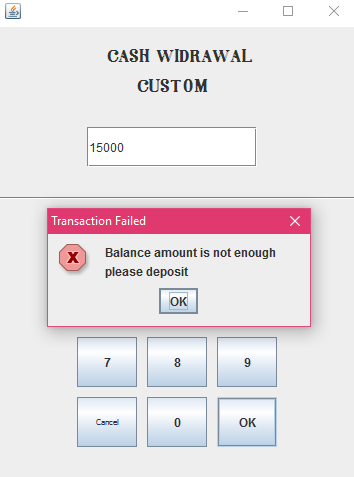 CASH WIDRAWAL
CUSTOM
15000
Transaction Failed
Balance amount is not enough
please deposit
OK
7 8 9
Cancel 0 OK